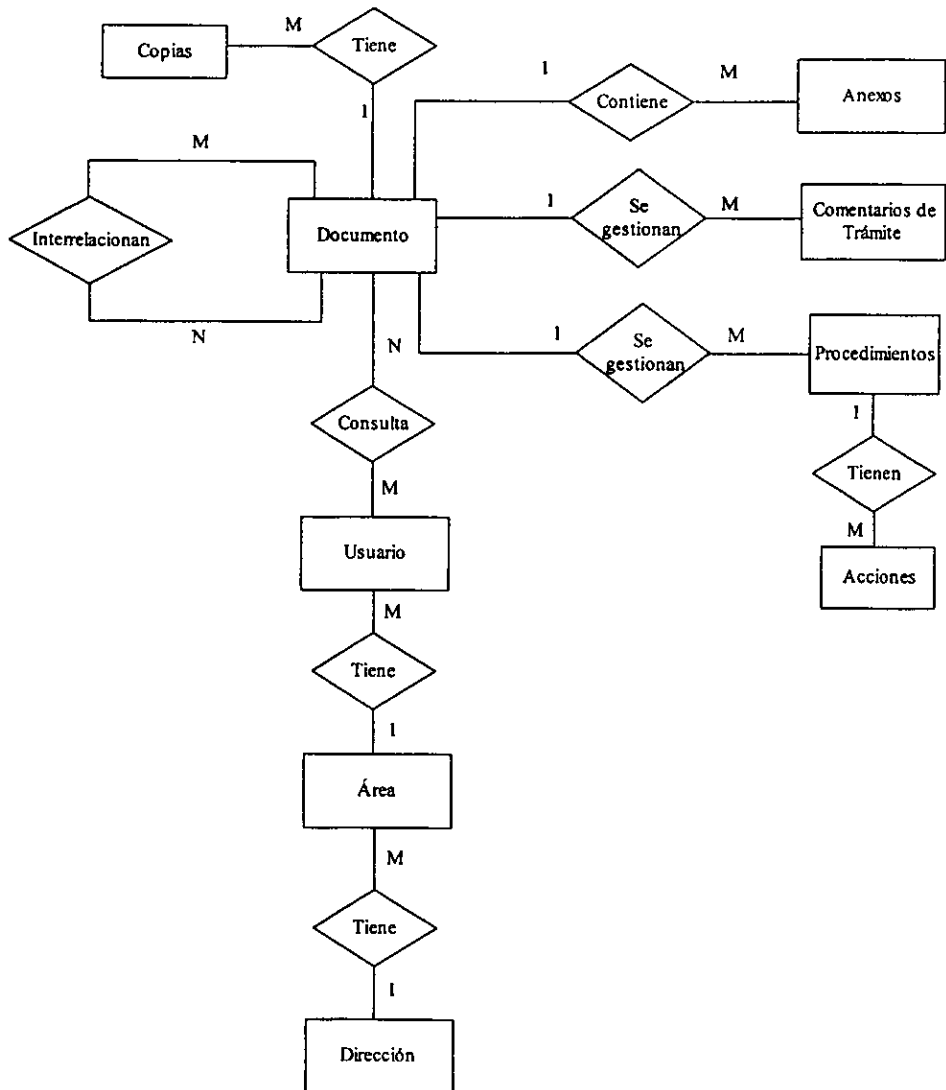 M
Copias
Tiene
1
1
M
Contiene
Anexos
M
Interrelacionan
N
Documento
1
Se
gestionan
M
Comentarios de
Trámite
1
Se
gestionan
M
Procedimientos
1
Tienen
M
Acciones
N
Consulta
M
Usuario
M
Tiene
1
Área
M
Tiene
1
Dirección